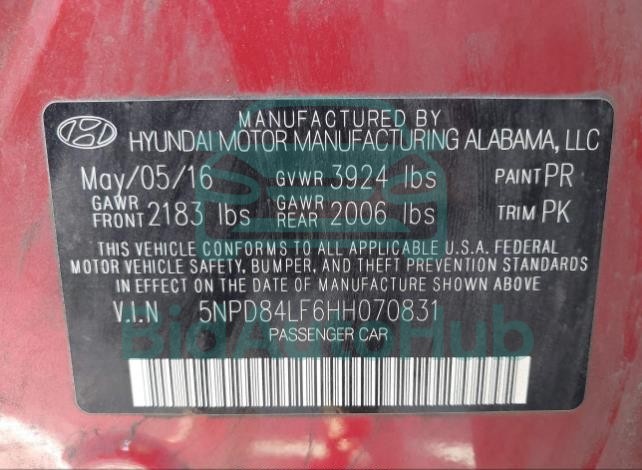 MANUFACTURED BY
HYUNDAI MOTOR MANUFACTURING ALABAMA, LLC
May/05/16 GVWR 3924 lbs PAINT PR
GAWR FRONT 2183 lbs GAWR REAR 2006 lbs TRIM PK
THIS VEHICLE CONFORMS TO ALL APPLICABLE U.S.A. FEDERAL
MOTOR VEHICLE SAFETY, BUMPER, AND THEFT PREVENTION STANDARDS
IN EFFECT ON THE DATE OF MANUFACTURE SHOWN ABOVE
V.I.N 5NPD84LF6HH070831
BigAutoHub
PASSENGER CAR